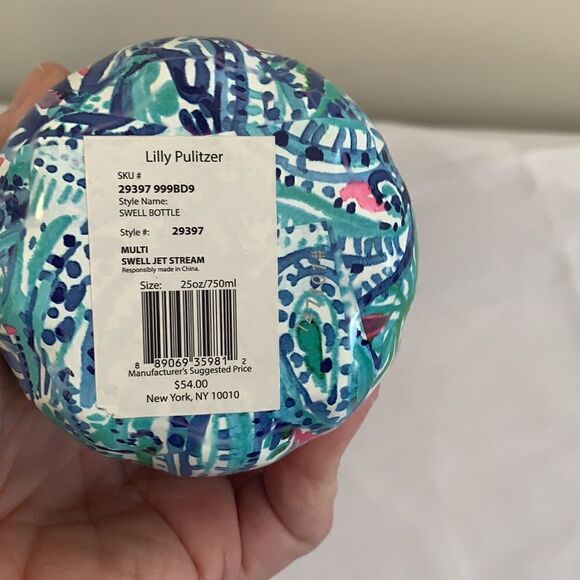 Lilly Pulitzer
SKU #
29397 999BD9
Style Name:
SWELL BOTTLE
Style #: 29397
MULTI
SWELL JET STREAM
Responsibly made in China.
Size: 25oz/750ml
8 89069 35981 2
Manufacturer's Suggested Price
$54.00
New York, NY 10010